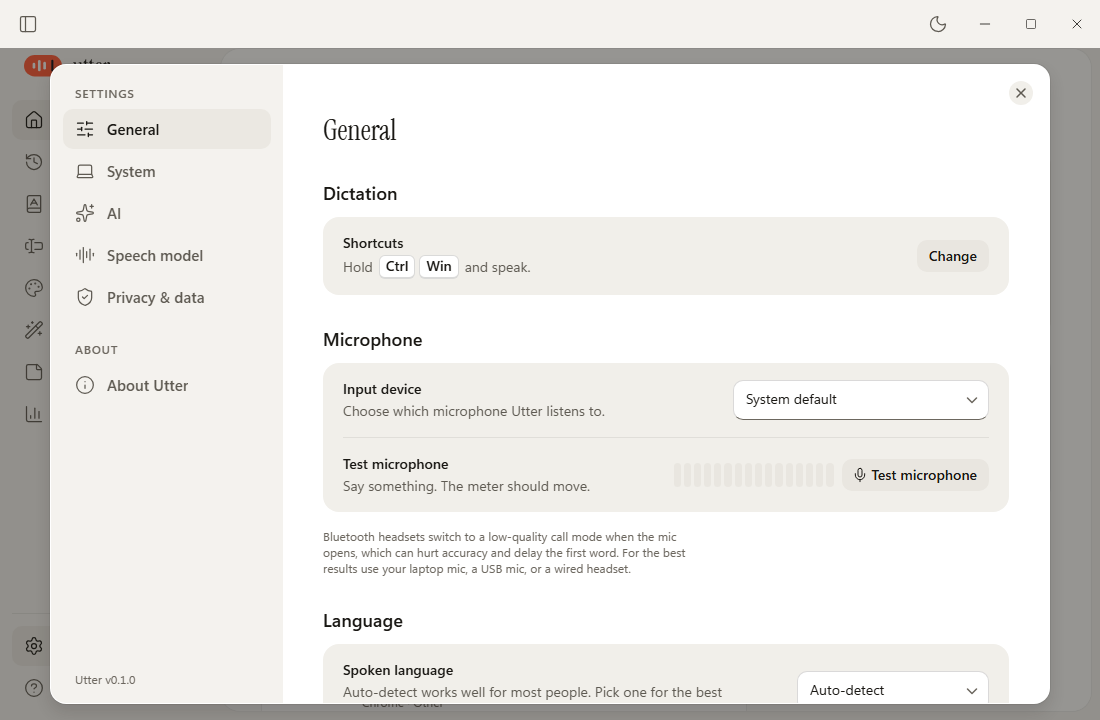 utter
SETTINGS
General
System
AI
Speech model
Privacy & data
ABOUT
About Utter
Utter v0.1.0
General
Dictation
Shortcuts
Hold Ctrl Win and speak.
Change
Microphone
Input device
Choose which microphone Utter listens to.
System default
Test microphone
Say something. The meter should move.
Test microphone
Bluetooth headsets switch to a low-quality call mode when the mic
opens, which can hurt accuracy and delay the first word. For the best
results use your laptop mic, a USB mic, or a wired headset.
Language
Spoken language
Auto-detect works well for most people. Pick one for the best
Auto-detect
Chrome · Other